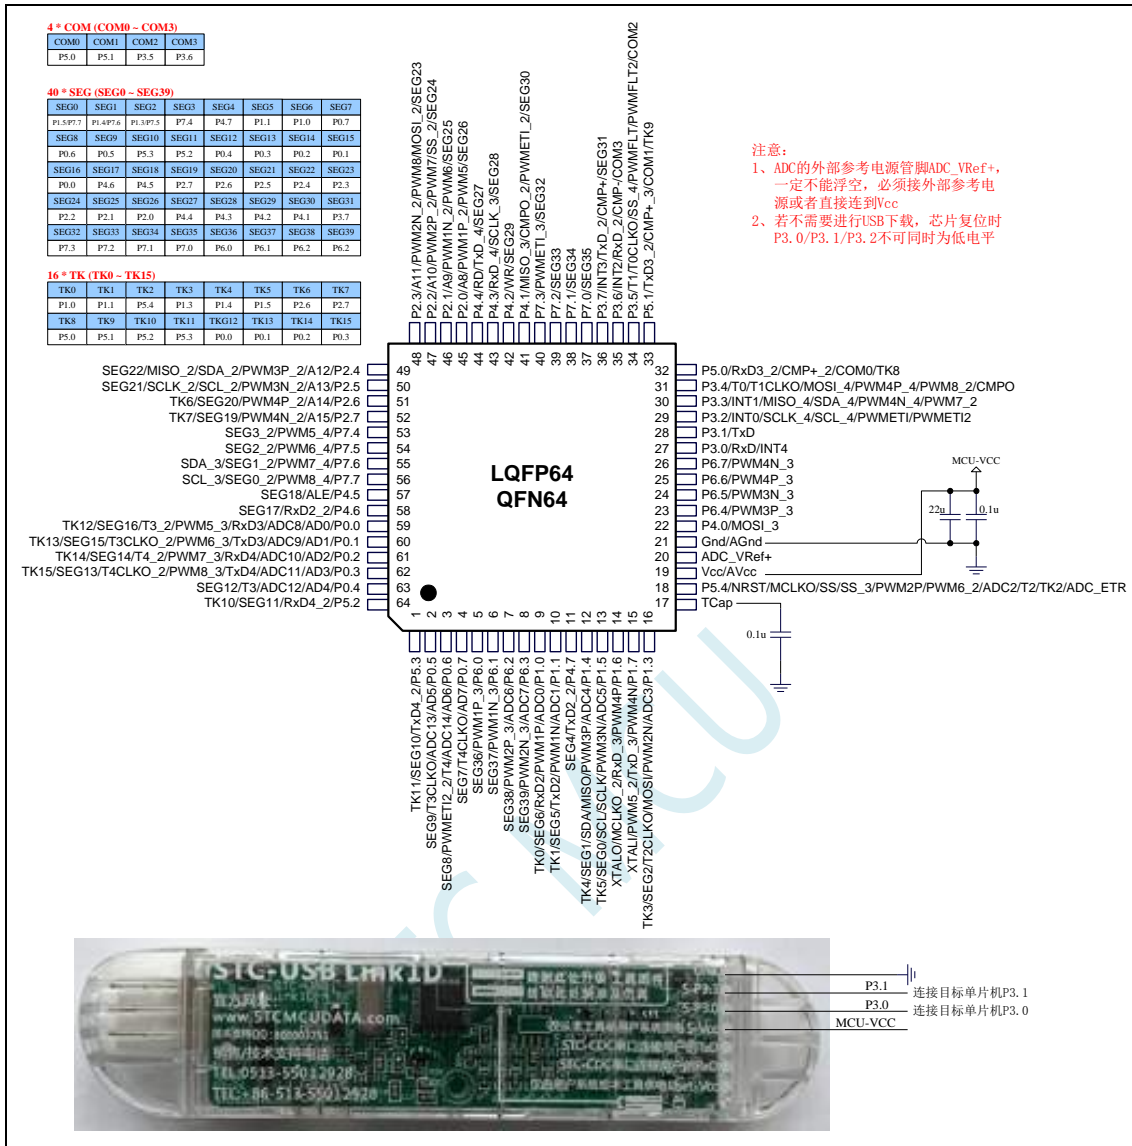 4 * COM (COM0 ~ COM3)
COM0 COM1 COM2 COM3
P5.0 P5.1 P3.5 P3.6
40 * SEG (SEG0 ~ SEG39)
SEG0 SEG1 SEG2 SEG3 SEG4 SEG5 SEG6 SEG7
P1.5/P7.7 P1.4/P7.6 P1.3/P7.5 P7.4 P4.7 P1.1 P1.0 P0.7
SEG8 SEG9 SEG10 SEG11 SEG12 SEG13 SEG14 SEG15
P0.6 P0.5 P5.3 P5.2 P0.4 P0.3 P0.2 P0.1
SEG16 SEG17 SEG18 SEG19 SEG20 SEG21 SEG22 SEG23
P0.0 P4.6 P4.5 P2.7 P2.6 P2.5 P2.4 P2.3
SEG24 SEG25 SEG26 SEG27 SEG28 SEG29 SEG30 SEG31
P2.2 P2.1 P2.0 P4.4 P4.3 P4.2 P4.1 P3.7
SEG32 SEG33 SEG34 SEG35 SEG36 SEG37 SEG38 SEG39
P7.3 P7.2 P7.1 P7.0 P6.0 P6.1 P6.2 P6.2
16 * TK (TK0 ~ TK15)
TK0 TK1 TK2 TK3 TK4 TK5 TK6 TK7
P1.0 P1.1 P5.4 P1.3 P1.4 P1.5 P2.6 P2.7
TK8 TK9 TK10 TK11 TKG12 TK13 TK14 TK15
P5.0 P5.1 P5.2 P5.3 P0.0 P0.1 P0.2 P0.3
注意：
1、ADC的外部参考电源管脚ADC_VRef+，
一定不能浮空，必须接外部参考电
源或者直接连到Vcc
2、若不需要进行USB下载，芯片复位时
P3.0/P3.1/P3.2不可同时为低电平
P2.3/A11/PWM2N_2/PWM8/MOSI_2/SEG23
P2.2/A10/PWM2P_2/PWM7/SS_2/SEG24
P2.1/A9/PWM1N_2/PWM6/SEG25
P2.0/A8/PWM1P_2/PWM5/SEG26
P4.4/RD/TxD_4/SEG27
P4.3/RxD_4/SCLK_3/SEG28
P4.2/WR/SEG29
P4.1/MISO_3/CMPO_2/PWMETI_2/SEG30
P7.3/PWMETI_3/SEG32
P7.2/SEG33
P7.1/SEG34
P7.0/SEG35
P3.7/INT3/TxD_2/CMP+/SEG31
P3.6/INT2/RxD_2/CMP-/COM3
P3.5/T1/T0CLKO/SS_4/PWMFLT/PWMFLT2/COM2
P5.1/TxD3_2/CMP+_3/COM1/TK9
48 47 46 45 44 43 42 41 40 39 38 37 36 35 34 33
SEG22/MISO_2/SDA_2/PWM3P_2/A12/P2.4 49
SEG21/SCLK_2/SCL_2/PWM3N_2/A13/P2.5 50
TK6/SEG20/PWM4P_2/A14/P2.6 51
TK7/SEG19/PWM4N_2/A15/P2.7 52
SEG3_2/PWM5_4/P7.4 53
SEG2_2/PWM6_4/P7.5 54
SDA_3/SEG1_2/PWM7_4/P7.6 55
SCL_3/SEG0_2/PWM8_4/P7.7 56
SEG18/ALE/P4.5 57
SEG17/RxD2_2/P4.6 58
TK12/SEG16/T3_2/PWM5_3/RxD3/ADC8/AD0/P0.0 59
TK13/SEG15/T3CLKO_2/PWM6_3/TxD3/ADC9/AD1/P0.1 60
TK14/SEG14/T4_2/PWM7_3/RxD4/ADC10/AD2/P0.2 61
TK15/SEG13/T4CLKO_2/PWM8_3/TxD4/ADC11/AD3/P0.3 62
SEG12/T3/ADC12/AD4/P0.4 63
TK10/SEG11/RxD4_2/P5.2 64
LQFP64
QFN64
32 P5.0/RxD3_2/CMP+_2/COM0/TK8
31 P3.4/T0/T1CLKO/MOSI_4/PWM4P_4/PWM8_2/CMPO
30 P3.3/INT1/MISO_4/SDA_4/PWM4N_4/PWM7_2
29 P3.2/INT0/SCLK_4/SCL_4/PWMETI/PWMETI2
28 P3.1/TxD
27 P3.0/RxD/INT4
26 P6.7/PWM4N_3
25 P6.6/PWM4P_3
24 P6.5/PWM3N_3
23 P6.4/PWM3P_3
22 P4.0/MOSI_3
21 Gnd/AGnd
20 ADC_VRef+
19 Vcc/AVcc
18 P5.4/NRST/MCLKO/SS/SS_3/PWM2P/PWM6_2/ADC2/T2/TK2/ADC_ETR
17 TCap
MCU-VCC
22u 0.1u
0.1u
1 2 3 4 5 6 7 8 9 10 11 12 13 14 15 16
TK11/SEG10/TxD4_2/P5.3
SEG9/T3CLKO/ADC13/AD5/P0.5
SEG8/PWMETI2_2/T4/ADC14/AD6/P0.6
SEG7/T4CLKO/AD7/P0.7
SEG36/PWM1P_3/P6.0
SEG37/PWM1N_3/P6.1
SEG38/PWM2P_3/ADC6/P6.2
SEG39/PWM2N_3/ADC7/P6.3
TK0/SEG6/RxD2/PWM1P/ADC0/P1.0
TK1/SEG5/TxD2/PWM1N/ADC1/P1.1
SEG4/TxD2_2/P4.7
TK4/SEG1/SDA/MISO/PWM3P/ADC4/P1.4
TK5/SEG0/SCL/SCLK/PWM3N/ADC5/P1.5
XTALO/MCLKO_2/RxD_3/PWM4P/P1.6
XTALI/PWM5_2/TxD_3/PWM4N/P1.7
TK3/SEG2/T2CLKO/MOSI/PWM2N/ADC3/P1.3
STC MCU
STC-USB Link1D
TEL:0513-55012928
TEL:+86-513-55012928
P3.1 连接目标单片机P3.1
P3.0 连接目标单片机P3.0
MCU-VCC